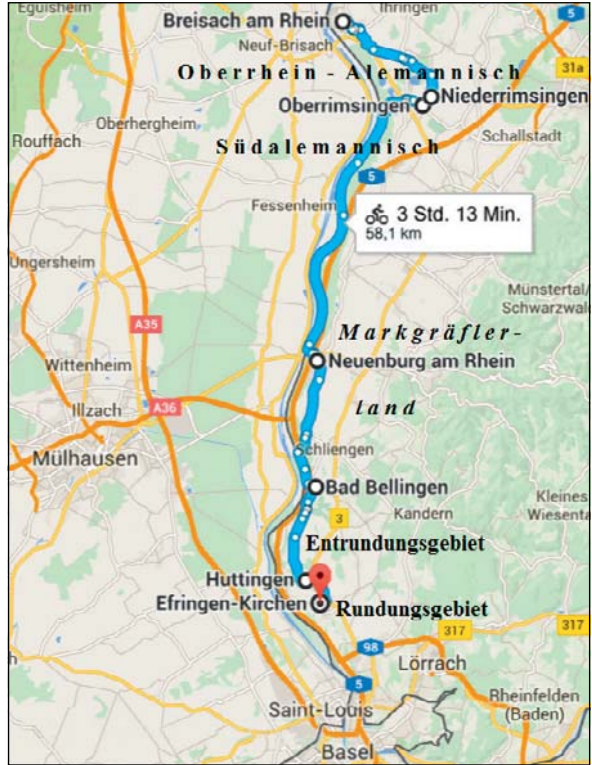 Eguisheim
Breisach am Rhein
Ihringen
5
Neuf-Brisach
31a
Oberrhein - Alemannisch
Oberrimsingen
Niederrimsingen
Oberhergheim
Rouffach
Schallstadt
Südalemannisch
5
Fessenheim
3 Std. 13 Min.
58,1 km
Ungersheim
Münstertal/
Schwarzwal
A35
Markgräfler-
Neuenburg am Rhein
Wittenheim
land
Illzach
A36
Schliengen
Mülhausen
Bad Bellingen
Kleines
Wiesenta
3
Kandern
Entrundungsgebiet
Huttingen
Efringen-Kirchen
Rundungsgebiet
317
317
98
Lörrach
5
Saint-Louis
Rheinfelden
(Baden)
Basel